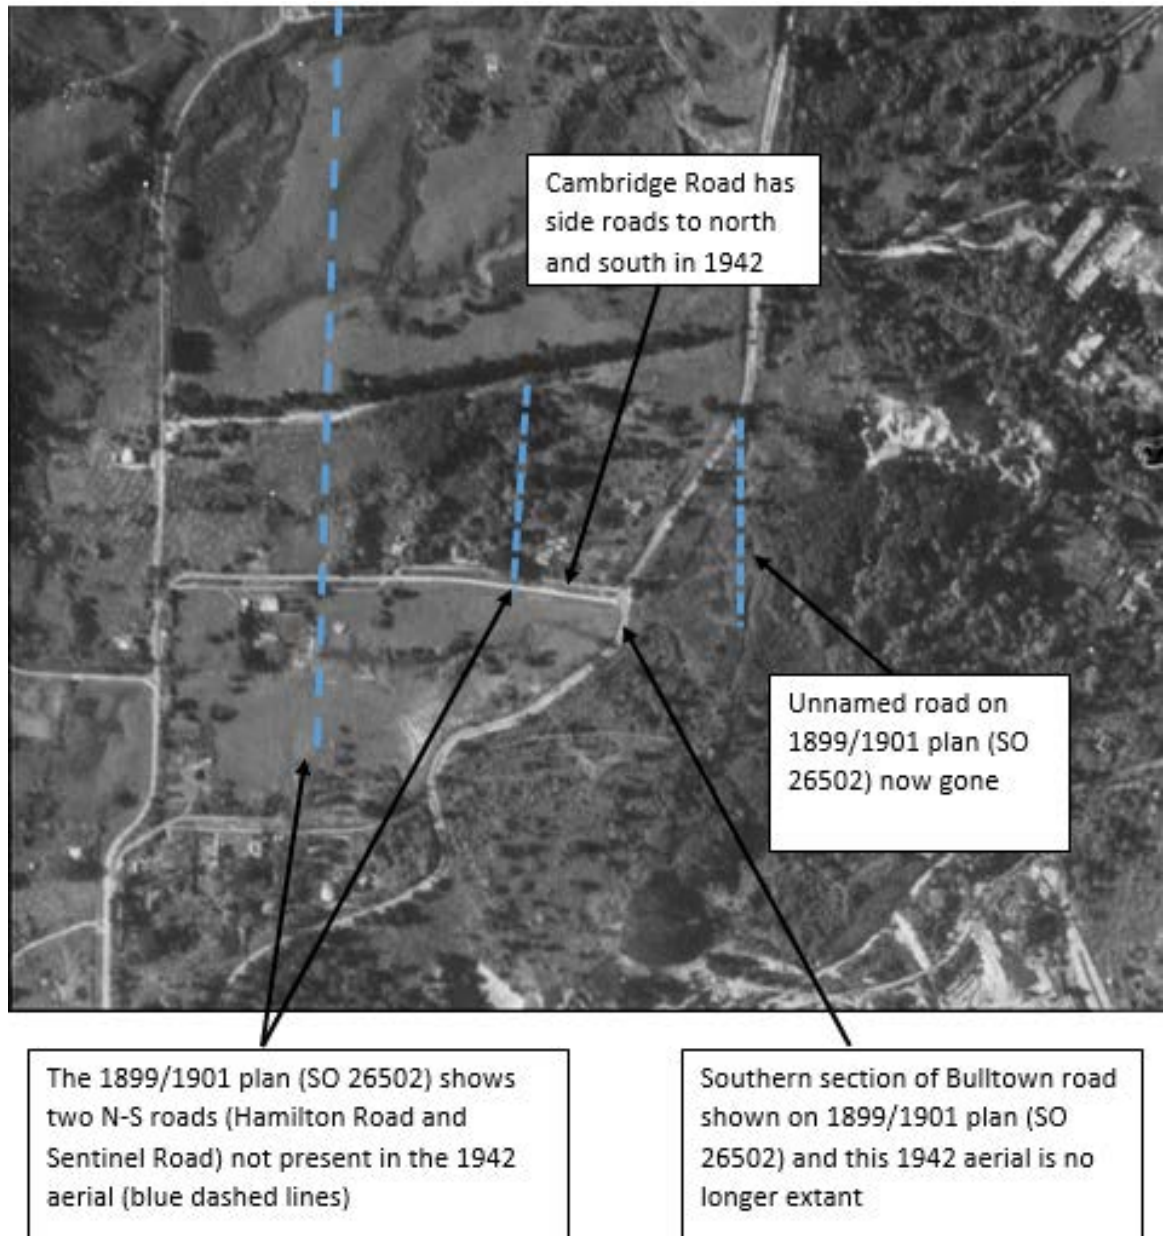 Cambridge Road has
side roads to north
and south in 1942
Unnamed road on
1899/1901 plan (SO
26502) now gone
The 1899/1901 plan (SO 26502) shows
two N-S roads (Hamilton Road and
Sentinel Road) not present in the 1942
aerial (blue dashed lines)
Southern section of Bulltown road
shown on 1899/1901 plan (SO
26502) and this 1942 aerial is no
longer extant